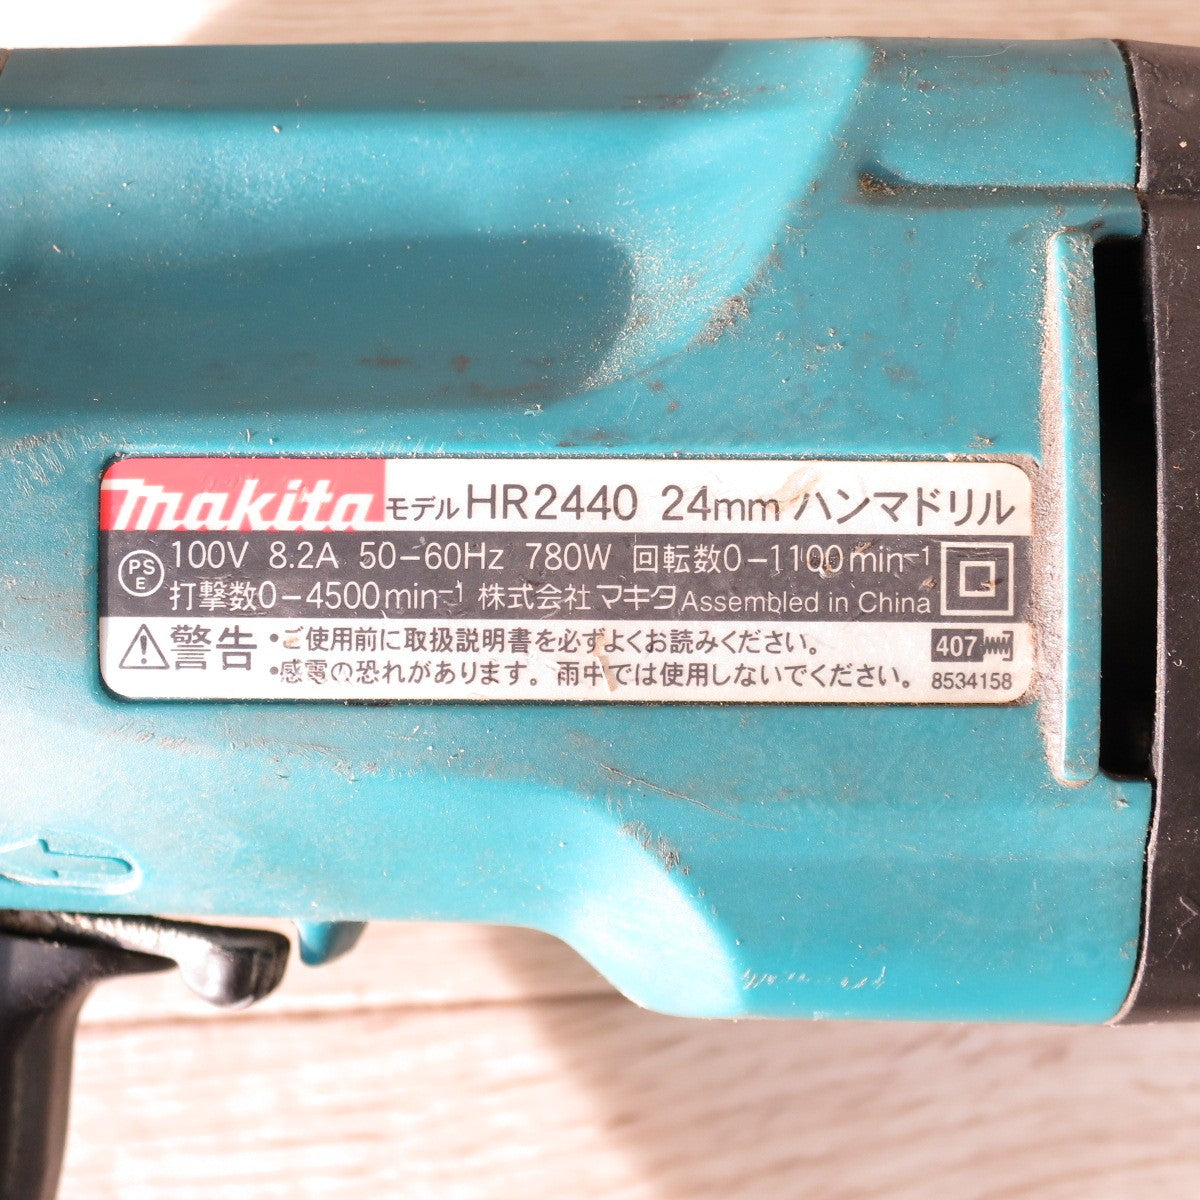 makita モデル HR2440 24mm ハンマドリル
PSE 100V 8.2A 50-60Hz 780W 回転数0-1100min⁻¹
打撃数0-4500min⁻¹ 株式会社 マキタ Assembled in China
警告 •ご使用前に取扱説明書を必ずよくお読みください。 407
•感電の恐れがあります。雨中では使用しないでください。 8534158